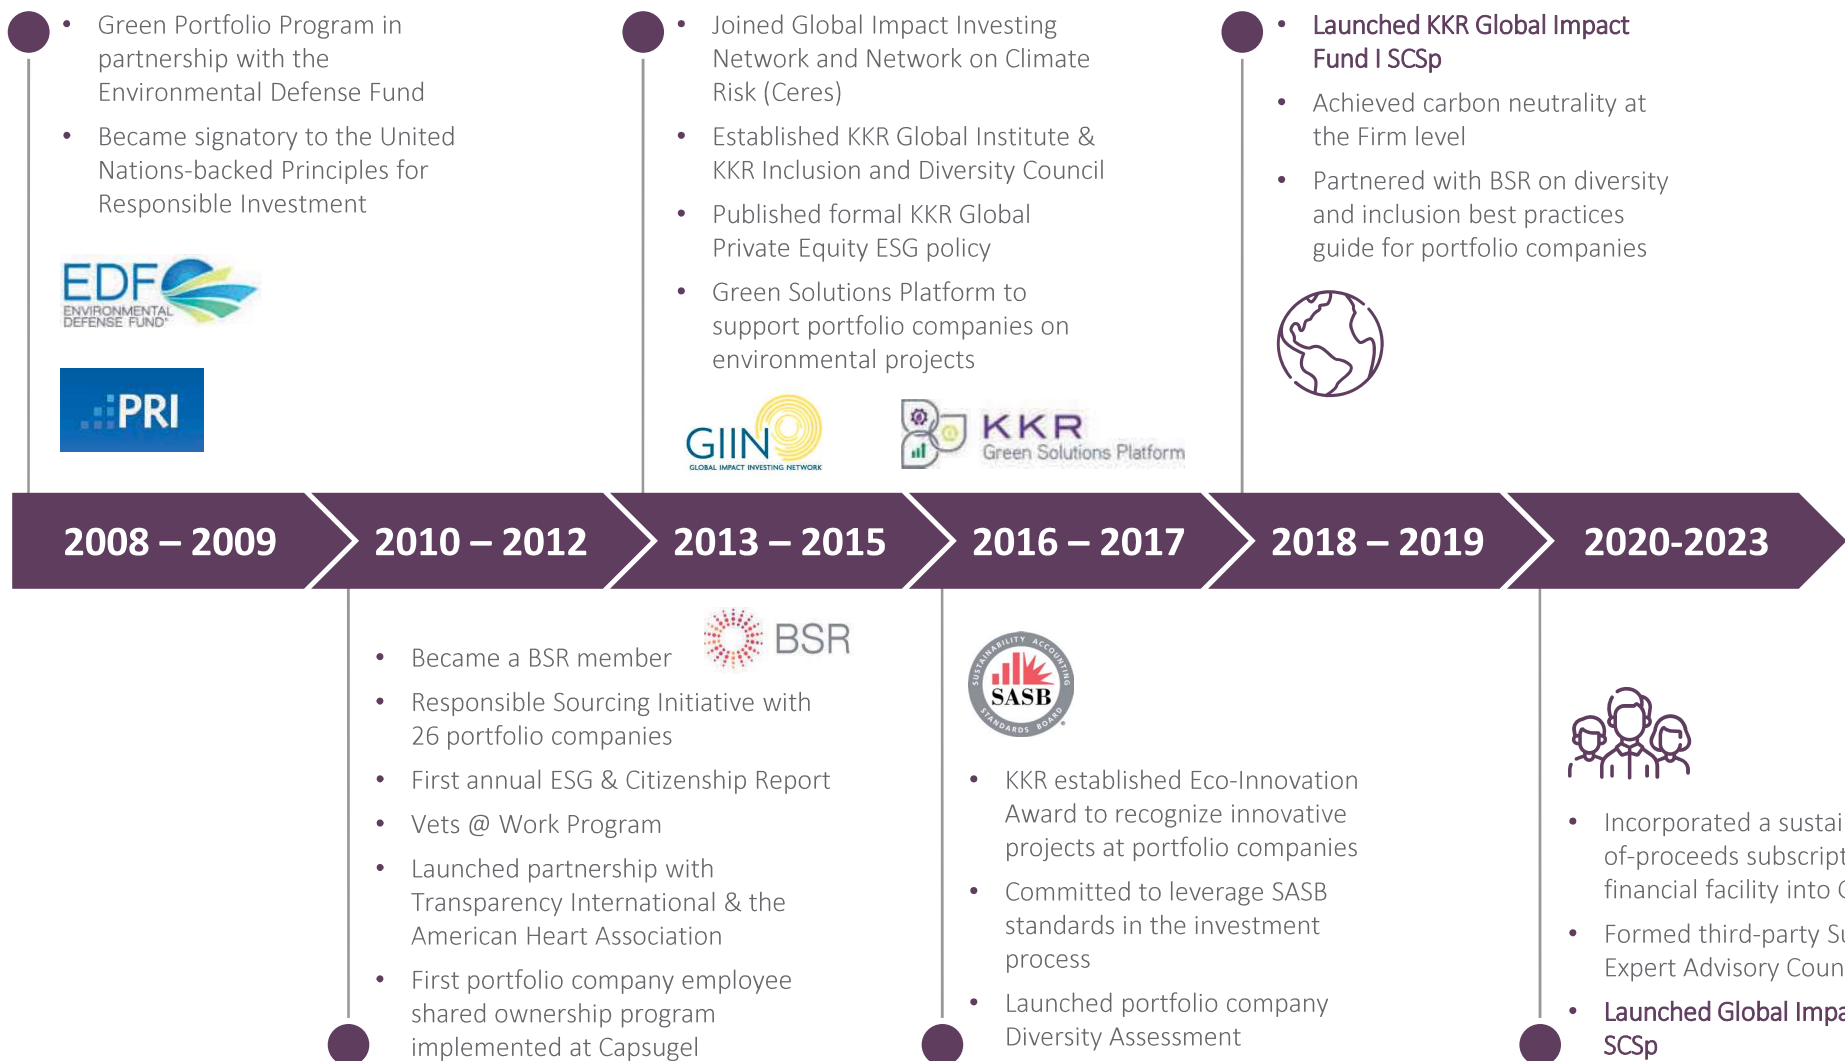 • Green Portfolio Program in
partnership with the
Environmental Defense Fund
• Became signatory to the United
Nations-backed Principles for
Responsible Investment
EDF
ENVIRONMENTAL
DEFENSE FUND®
PRI
• Joined Global Impact Investing
Network and Network on Climate
Risk (Ceres)
• Established KKR Global Institute &
KKR Inclusion and Diversity Council
• Published formal KKR Global
Private Equity ESG policy
• Green Solutions Platform to
support portfolio companies on
environmental projects
GIIN
GLOBAL IMPACT INVESTING NETWORK
KKR
Green Solutions Platform
• Launched KKR Global Impact
Fund I SCSp
• Achieved carbon neutrality at
the Firm level
• Partnered with BSR on diversity
and inclusion best practices
guide for portfolio companies
2008 – 2009
2010 – 2012
2013 – 2015
2016 – 2017
2018 – 2019
2020-2023
BSR
• Became a BSR member
• Responsible Sourcing Initiative with
26 portfolio companies
• First annual ESG & Citizenship Report
• Vets @ Work Program
• Launched partnership with
Transparency International & the
American Heart Association
• First portfolio company employee
shared ownership program
implemented at Capsugel
SUSTAINABILITY ACCOUNTING
SASB
STANDARDS BOARD
• KKR established Eco-Innovation
Award to recognize innovative
projects at portfolio companies
• Committed to leverage SASB
standards in the investment
process
• Launched portfolio company
Diversity Assessment
• Incorporated a
of-proceeds
financial facility into
• Formed third-party
Expert Advisory
• Launched Global
SCSp